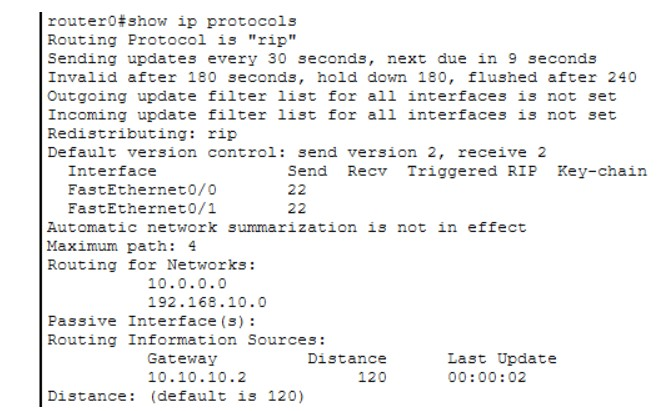 router0#show ip protocols
Routing Protocol is "rip"
Sending updates every 30 seconds, next due in 9 seconds
Invalid after 180 seconds, hold down 180, flushed after 240
Outgoing update filter list for all interfaces is not set
Incoming update filter list for all interfaces is not set
Redistributing: rip
Default version control: send version 2, receive 2
  Interface             Send  Recv  Triggered RIP  Key-chain
  FastEthernet0/0       22
  FastEthernet0/1       22
Automatic network summarization is not in effect
Maximum path: 4
Routing for Networks:
          10.0.0.0
          192.168.10.0
Passive Interface(s):
Routing Information Sources:
          Gateway         Distance      Last Update
          10.10.10.2           120      00:00:02
Distance: (default is 120)